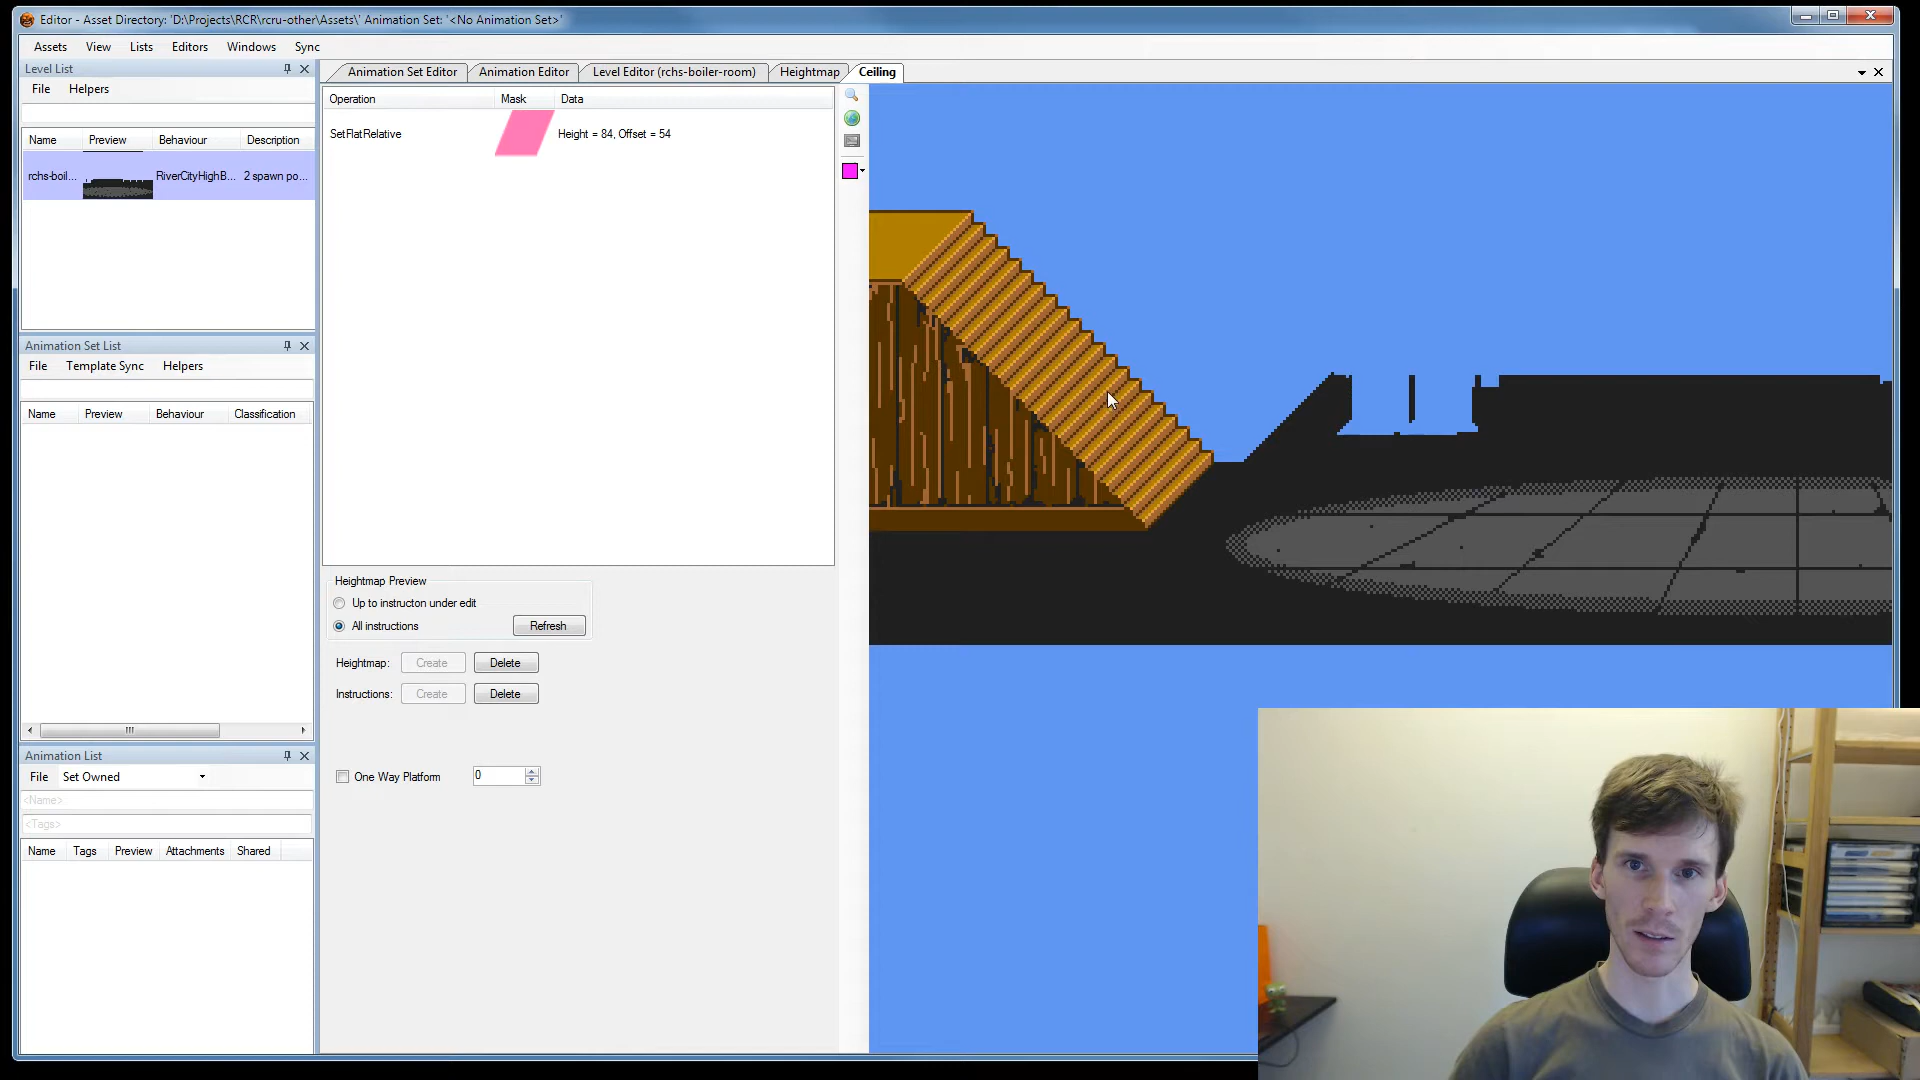 Editor - Asset Directory: 'D:\Projects\RCR\rcru-other\Assets\' Animation Set: '<No Animation Set>'
Assets View Lists Editors Windows Sync
Level List
File Helpers
Name Preview Behaviour Description
rchs-boil... RiverCityHighB... 2 spawn po...
Animation Set List
File Template Sync Helpers
Name Preview Behaviour Classification
Animation List
File Set Owned
<Name>
<Tags>
Name Tags Preview Attachments Shared
Animation Set Editor Animation Editor Level Editor (rchs-boiler-room) Heightmap Ceiling
Operation Mask Data
SetFlatRelative Height = 84, Offset = 54
Heightmap Preview
Up to instructon under edit
All instructions Refresh
Heightmap: Create Delete
Instructions: Create Delete
One Way Platform 0